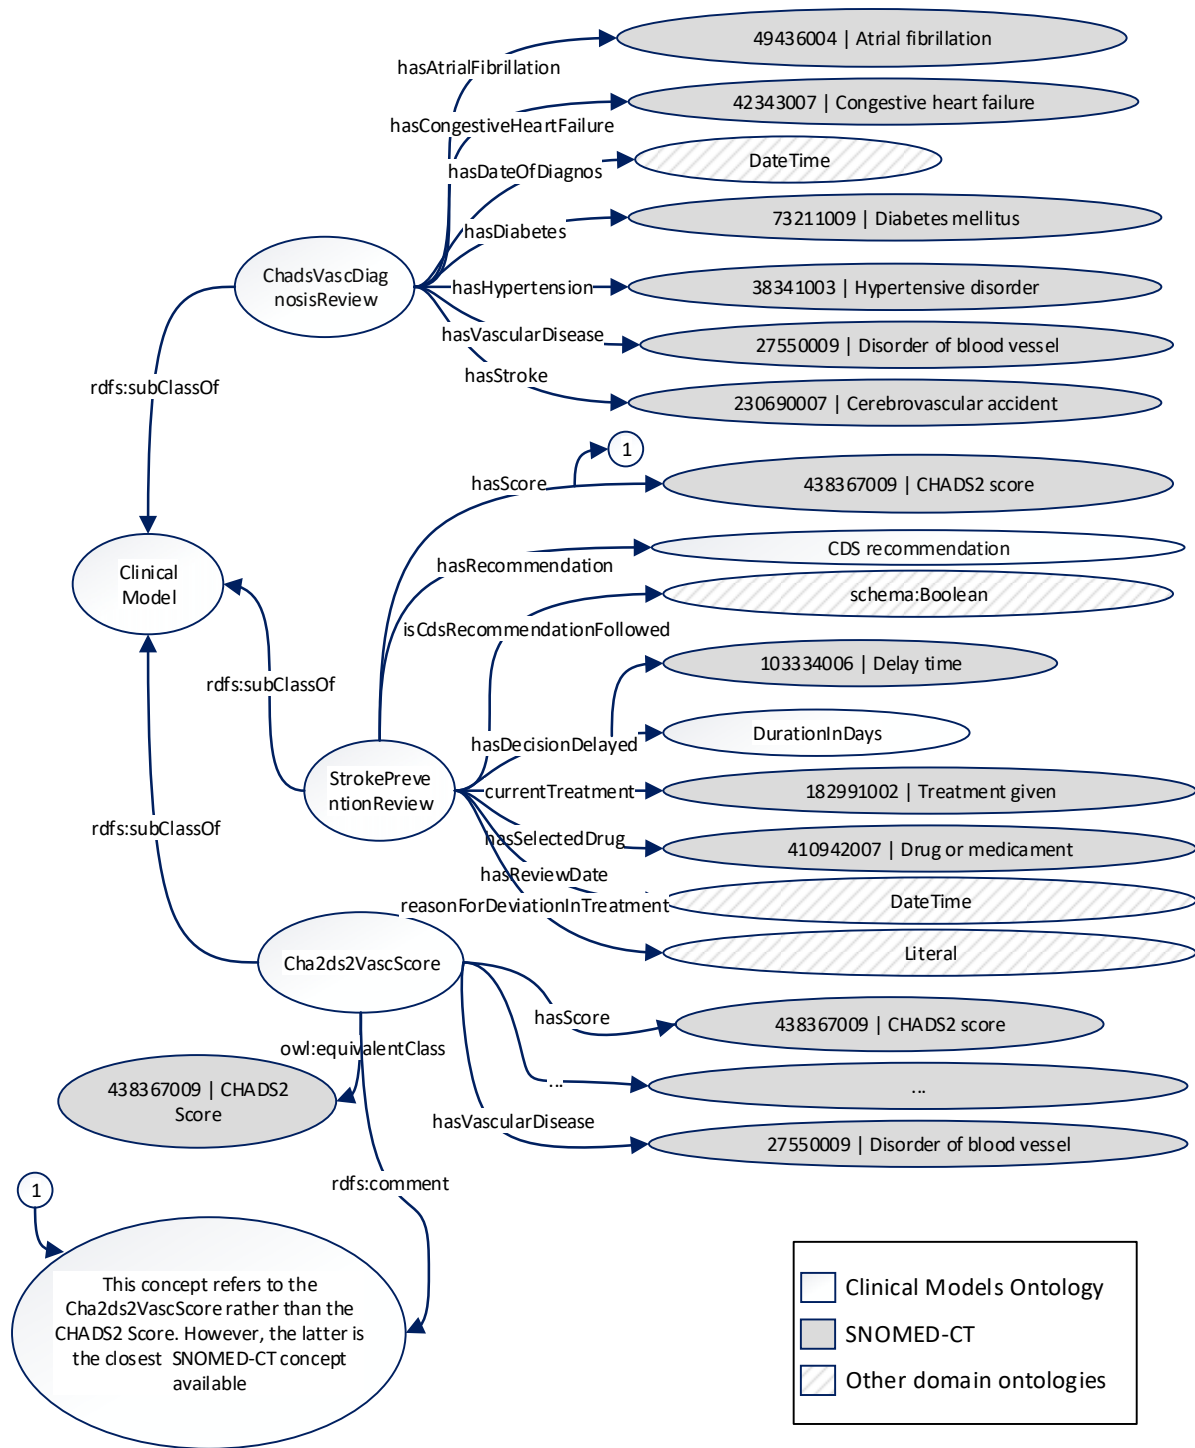 49436004 | Atrial fibrillation
hasAtrialFibrillation
42343007 | Congestive heart failure
hasCongestiveHeartFailure
DateTime
hasDateOfDiagnos
73211009 | Diabetes mellitus
hasDiabetes
ChadsVascDiag
nosisReview
hasHypertension
38341003 | Hypertensive disorder
hasVascularDisease
27550009 | Disorder of blood vessel
hasStroke
230690007 | Cerebrovascular accident
rdfs:subClassOf
1
hasScore
438367009 | CHADS2 score
Clinical
Model
hasRecommendation
CDS recommendation
schema:Boolean
isCdsRecommendationFollowed
103334006 | Delay time
rdfs:subClassOf
hasDecisionDelayed
DurationInDays
StrokePreve
ntionReview
currentTreatment
182991002 | Treatment given
rdfs:subClassOf
hasSelectedDrug
410942007 | Drug or medicament
hasReviewDate
DateTime
reasonForDeviationInTreatment
Literal
Cha2ds2VascScore
hasScore
438367009 | CHADS2 score
owl:equivalentClass
438367009 | CHADS2
Score
...
...
hasVascularDisease
27550009 | Disorder of blood vessel
rdfs:comment
1
This concept refers to the
Cha2ds2VascScore rather than the
CHADS2 Score. However, the latter is
the closest SNOMED-CT concept
available
Clinical Models Ontology
SNOMED-CT
Other domain ontologies